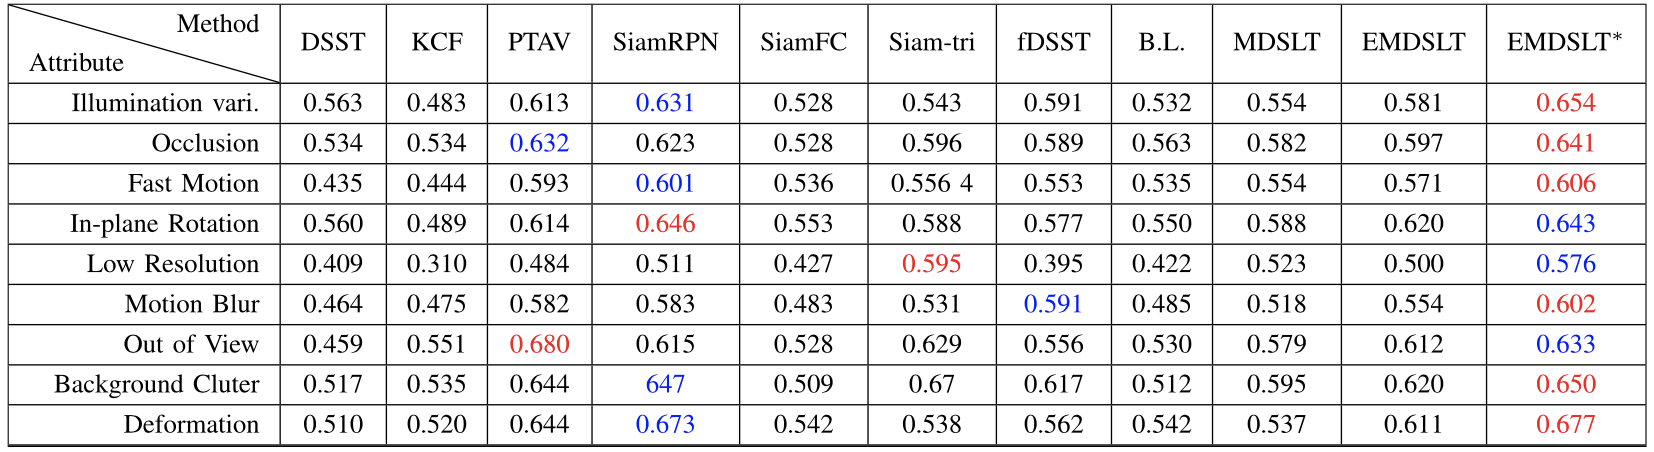 Method
Attribute DSST KCF PTAV SiamRPN SiamFC Siam-tri fDSST B.L. MDSLT EMDSLT EMDSLT*
Illumination vari. 0.563 0.483 0.613 0.631 0.528 0.543 0.591 0.532 0.554 0.581 0.654
Occlusion 0.534 0.534 0.632 0.623 0.528 0.596 0.589 0.563 0.582 0.597 0.641
Fast Motion 0.435 0.444 0.593 0.601 0.536 0.556 4 0.553 0.535 0.554 0.571 0.606
In-plane Rotation 0.560 0.489 0.614 0.646 0.553 0.588 0.577 0.550 0.588 0.620 0.643
Low Resolution 0.409 0.310 0.484 0.511 0.427 0.595 0.395 0.422 0.523 0.500 0.576
Motion Blur 0.464 0.475 0.582 0.583 0.483 0.531 0.591 0.485 0.518 0.554 0.602
Out of View 0.459 0.551 0.680 0.615 0.528 0.629 0.556 0.530 0.579 0.612 0.633
Background Cluter 0.517 0.535 0.644 647 0.509 0.67 0.617 0.512 0.595 0.620 0.650
Deformation 0.510 0.520 0.644 0.673 0.542 0.538 0.562 0.542 0.537 0.611 0.677